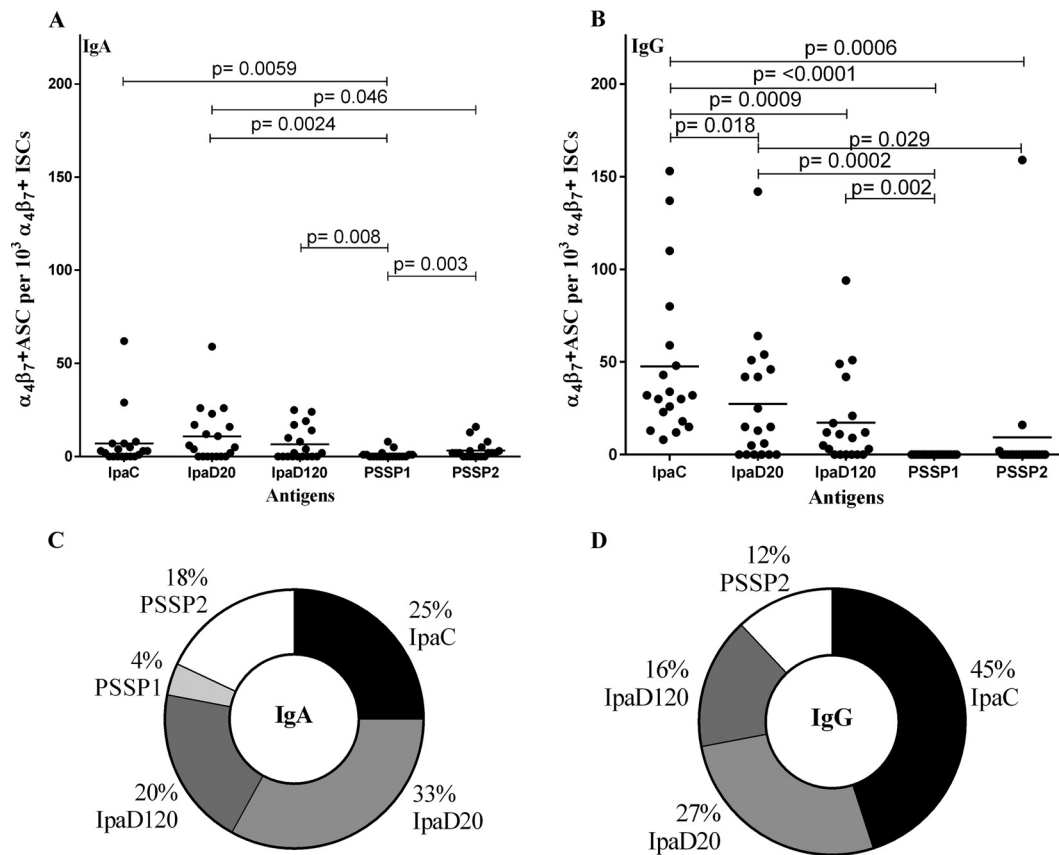 A
IgA
α4β7+ASC per 10³ α4β7+ ISCs
200
150
100
50
0
p= 0.0059
p= 0.046
p= 0.0024
p= 0.008
p= 0.003
IpaC IpaD20 IpaD120 PSSP1 PSSP2
Antigens
B
IgG
α4β7+ASC per 10³ α4β7+ ISCs
200
150
100
50
0
p= 0.0006
p= <0.0001
p= 0.0009
p= 0.018
p= 0.029
p= 0.0002
p= 0.002
IpaC IpaD20 IpaD120 PSSP1 PSSP2
Antigens
C
18%
PSSP2
25%
IpaC
4%
PSSP1
IgA
20%
IpaD120
33%
IpaD20
D
12%
PSSP2
16%
IpaD120
45%
IpaC
IgG
27%
IpaD20